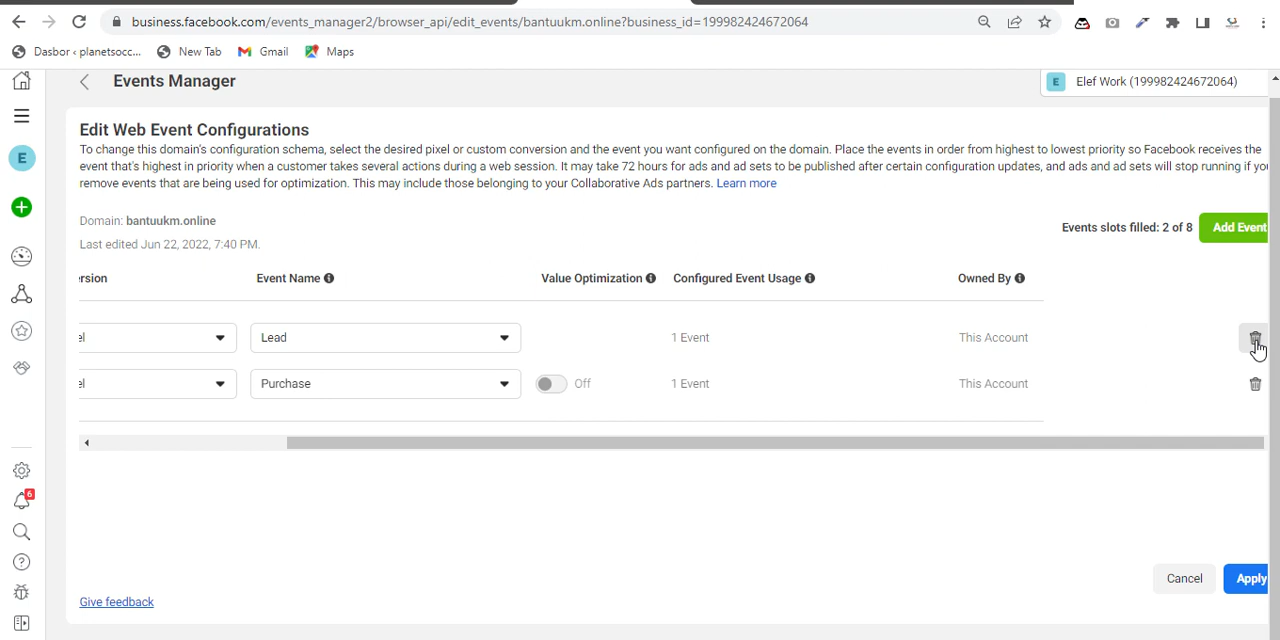 business.facebook.com/events_manager2/browser_api/edit_events/bantuukm.online?business_id=199982424672064
Dasbor ‹ planetsocc... New Tab Gmail Maps
Events Manager
E Elef Work (199982424672064)
Edit Web Event Configurations
To change this domain's configuration schema, select the desired pixel or custom conversion and the event you want configured on the domain. Place the events in order from highest to lowest priority so Facebook receives the
event that's highest in priority when a customer takes several actions during a web session. It may take 72 hours for ads and ad sets to be published after certain configuration updates, and ads and ad sets will stop running if you
remove events that are being used for optimization. This may include those belonging to your Collaborative Ads partners. Learn more
E
Domain: bantuukm.online
Last edited Jun 22, 2022, 7:40 PM.
Events slots filled: 2 of 8
Add Event
rsion Event Name Value Optimization Configured Event Usage Owned By
el Lead 1 Event This Account
el Purchase Off 1 Event This Account
6
Cancel
Apply
Give feedback